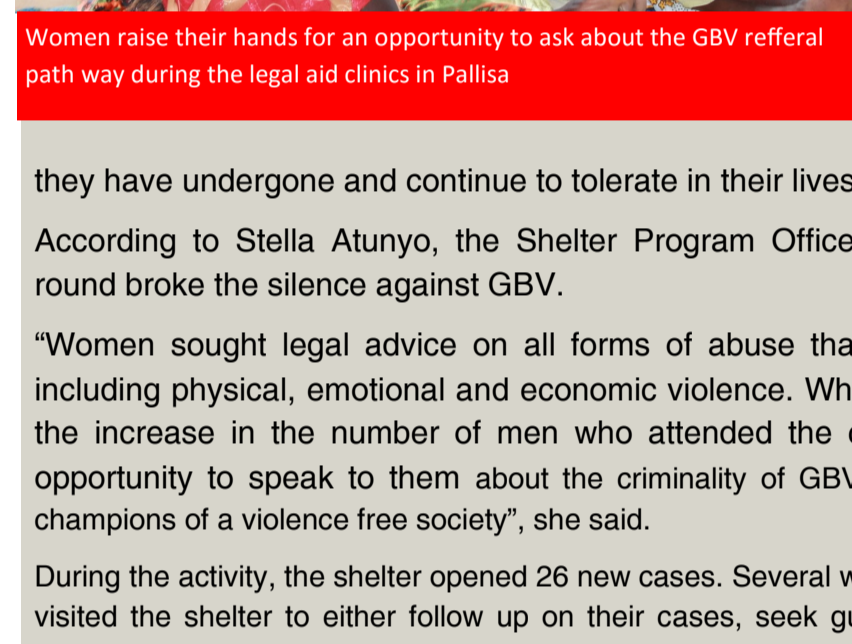 Women raise their hands for an opportunity to ask about the GBV refferal
path way during the legal aid clinics in Pallisa
they have undergone and continue to tolerate in their lives
According to Stella Atunyo, the Shelter Program Office
round broke the silence against GBV.
“Women sought legal advice on all forms of abuse tha
including physical, emotional and economic violence. Wh
the increase in the number of men who attended the
opportunity to speak to them about the criminality of GBV
champions of a violence free society”, she said.
During the activity, the shelter opened 26 new cases. Several w
visited the shelter to either follow up on their cases, seek gu